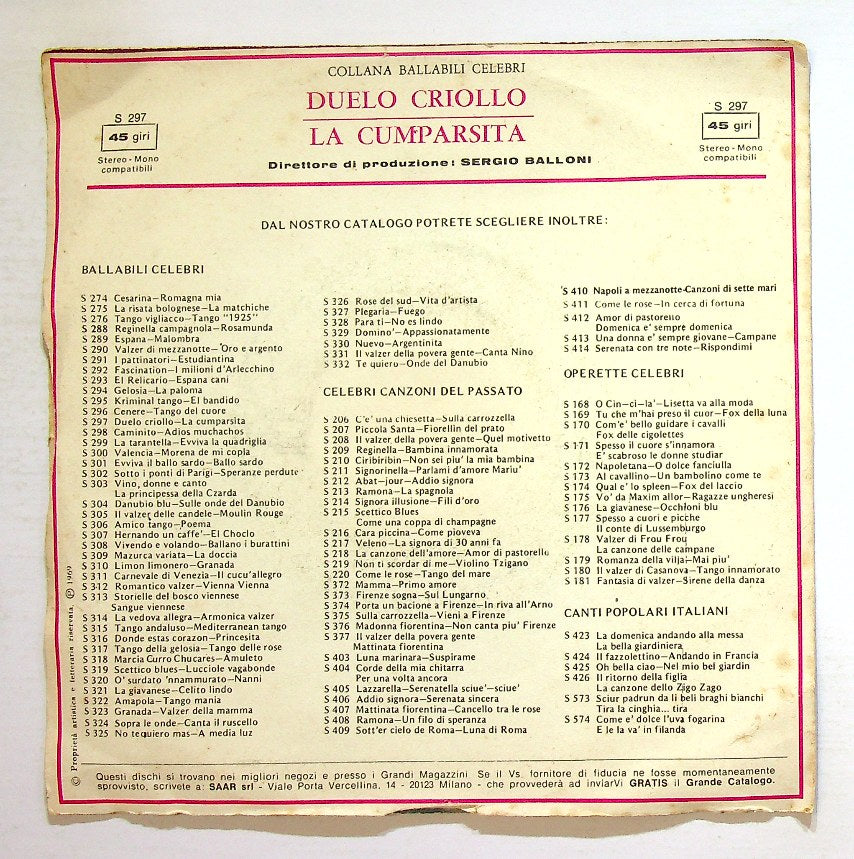 COLLANA BALLABILI CELEBRI
DUELO CRIOLLO
LA CUMPARSITA
Direttore di produzione: SERGIO BALLONI
S 297
45 giri
Stereo - Mono
compatibili
S 297
45 giri
Stereo - Mono
compatibili
DAL NOSTRO CATALOGO POTRETE SCEGLIERE INOLTRE:
BALLABILI CELEBRI
S 274 Cesarina—Romagna mia
S 275 La risata bolognese—La matchiche
S 276 Tango vigliacco—Tango "1925"
S 288 Reginella campagnola—Rosamunda
S 289 Espana—Malombra
S 290 Valzer di mezzanotte—Oro e argento
S 291 I pattinatori—Estudiantina
S 292 Fascination—I milioni d'Arlecchino
S 293 El Relicario—Espana cani
S 294 Gelosia—La paloma
S 295 Kriminal tango—El bandido
S 296 Cenere—Tango del cuore
S 297 Duelo criollo—La cumparsita
S 298 Caminito—Adios muchachos
S 299 La tarantella—Evviva la quadriglia
S 300 Valencia—Morena de mi copla
S 301 Evviva il ballo sardo—Ballo sardo
S 302 Sotto i ponti di Parigi—Speranze perdute
S 303 Vino, donne e canto
La principessa della Czarda
S 304 Danubio blu—Sulle onde del Danubio
S 305 Il valzer delle candele—Moulin Rouge
S 306 Amico tango—Poema
S 307 Hernando un caffe'—El Choclo
S 308 Vivendo e volando—Ballano i burattini
S 309 Mazurca variata—La doccia
S 310 Limon limonero—Granada
S 311 Carnevale di Venezia—Il cucu'allegro
S 312 Romantico valzer—Vienna Vienna
S 313 Storielle del bosco viennese
Sangue viennese
S 314 La vedova allegra—Armonica valzer
S 315 Tango andaluso—Mediterranean tango
S 316 Donde estas corazon—Princesita
S 317 Tango della gelosia—Tango delle rose
S 318 Marcia Curro Chucares—Amuleto
S 319 Scettico blues—Lucciole vagabonde
S 320 O' surdato 'nnammurato—Nanni
S 321 La giavanese—Celito lindo
S 322 Amapola—Tango mania
S 323 Granada—Valzer della mamma
S 324 Sopra le onde—Canta il ruscello
S 325 No tequiero mas—A media luz
S 326 Rose del sud—Vita d'artista
S 327 Plegaria—Fuego
S 328 Para ti—No es lindo
S 329 Domino'—Appassionatamente
S 330 Nuevo—Argentinita
S 331 Il valzer della povera gente—Canta Nino
S 332 Te quiero—Onde del Danubio
CELEBRI CANZONI DEL PASSATO
S 206 C'e' una chiesetta—Sulla carrozzella
S 207 Piccola Santa—Fiorellin del prato
S 208 Il valzer della povera gente—Quel motivetto
S 209 Reginella—Bambina innamorata
S 210 Ciribiribin—Non sei piu' la mia bambina
S 211 Signorinella—Parlami d'amore Mariu'
S 212 Abat—jour—Addio signora
S 213 Ramona—La spagnola
S 214 Signora illusione—Fili d'oro
S 215 Scettico Blues
Come una coppa di champagne
S 216 Cara piccina—Come pioveva
S 217 Veleno—La signora di 30 anni fa
S 218 La canzone dell'amore—Amor di pastorello
S 219 Non ti scordar di me—Violino Tzigano
S 220 Come le rose—Tango del mare
S 372 Mamma—Primo amore
S 373 Firenze sogna—Sul Lungarno
S 374 Porta un bacione a Firenze—In riva all'Arno
S 375 Sulla carrozzella—Vieni a Firenze
S 376 Madonna fiorentina—Non canta piu' Firenze
S 377 Il valzer della povera gente
Mattinata fiorentina
S 403 Luna marinara—Suspirame
S 404 Corde della mia chitarra
Per una volta ancora
S 405 Lazzarella—Serenatella sciue'—sciue'
S 406 Addio signora—Serenata sincera
S 407 Mattinata fiorentina—Cancello tra le rose
S 408 Ramona—Un filo di speranza
S 409 Sott'er cielo de Roma—Luna di Roma
S 410 Napoli a mezzanotte-Canzoni di sette mari
S 411 Come le rose—In cerca di fortuna
S 412 Amor di pastorello
Domenica e' sempre domenica
S 413 Una donna e' sempre giovane—Campane
S 414 Serenata con tre note—Rispondimi
OPERETTE CELEBRI
S 168 O Cin—ci—la'—Lisetta va alla moda
S 169 Tu che m'hai preso il cuor—Fox della luna
S 170 Com'e' bello guidare i cavalli
Fox delle cigolettes
S 171 Spesso il cuore s'innamora
E' scabroso le donne studiar
S 172 Napoletana—O dolce fanciulla
S 173 Al cavallino—Un bambolino come te
S 174 Qual e' lo spleen—Fox del laccio
S 175 Vo' da Maxim allor—Ragazze ungheresi
S 176 La giavanese—Occhioni blu
S 177 Spesso a cuori e picche
Il conte di Lussemburgo
S 178 Valzer di Frou Frou
La canzone delle campane
S 179 Romanza della vilja—Mai piu'
S 180 Il valzer di Casanova—Tango innamorato
S 181 Fantasia di valzer—Sirene della danza
CANTI POPOLARI ITALIANI
S 423 La domenica andando alla messa
La bella giardiniera
S 424 Il fazzolettino—Andando in Francia
S 425 Oh bella ciao—Nel mio bel giardin
S 426 Il ritorno della figlia
La canzone dello Zigo Zago
S 573 Sciur padrun da li beli braghi bianchi
Tira la cinghia... tira
S 574 Come e' dolce l'uva fogarina
E le la va' in filanda
© Proprietà artistica e letteraria riservata, ℗ 1969
Questi dischi si trovano nei migliori negozi e presso i Grandi Magazzini Se il Vs. fornitore di fiducia ne fosse momentaneamente
sprovvisto, scrivete a: SAAR srl - Viale Porta Vercellina, 14 - 20123 Milano - che provvederà ad inviarVi GRATIS il Grande Catalogo.